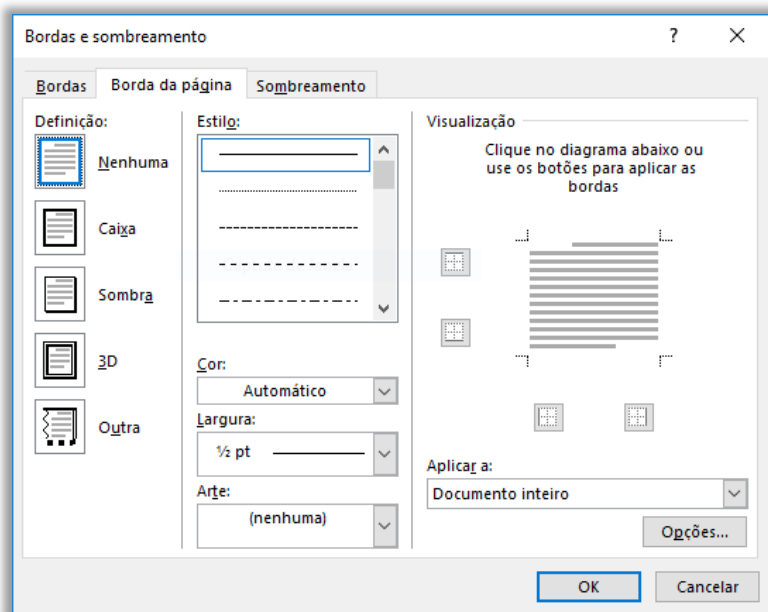 Bordas e sombreamento
?
Bordas
Borda da página
Sombreamento
Definição:
Nenhuma
Caixa
Sombra
3D
Outra
Estilo:
Cor:
Automático
Largura:
½ pt
Arte:
(nenhuma)
Visualização
Clique no diagrama abaixo ou
use os botões para aplicar as
bordas
Aplicar a:
Documento inteiro
Opções...
OK
Cancelar